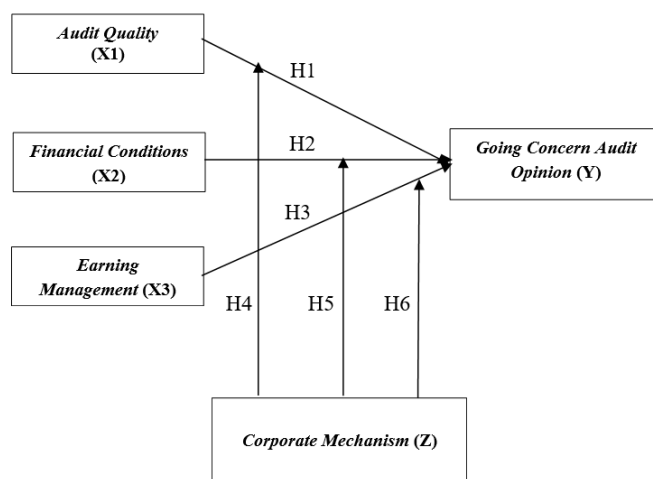 Audit Quality
(X1)
H1
Financial Conditions
(X2)
H2
Going Concern Audit
Opinion (Y)
H3
Earning
Management (X3)
H4
H5
H6
Corporate Mechanism (Z)